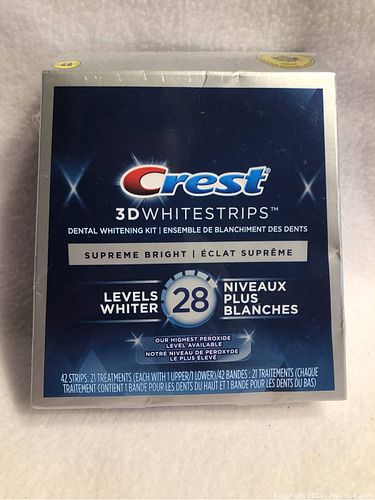 Crest
3DWHITESTRIPS™
DENTAL WHITENING KIT | ENSEMBLE DE BLANCHIMENT DES DENTS
SUPREME BRIGHT | ÉCLAT SUPRÊME
LEVELS WHITER
28
NIVEAUX PLUS BLANCHES
OUR HIGHEST PEROXIDE
LEVEL AVAILABLE
NOTRE NIVEAU DE PEROXYDE
LE PLUS ÉLEVÉ
42 STRIPS: 21 TREATMENTS (EACH WITH 1 UPPER/1 LOWER)/42 BANDES : 21 TRAITEMENTS (CHAQUE
TRAITEMENT CONTIENT 1 BANDE POUR LES DENTS DU HAUT ET 1 BANDE POUR LES DENTS DU BAS)